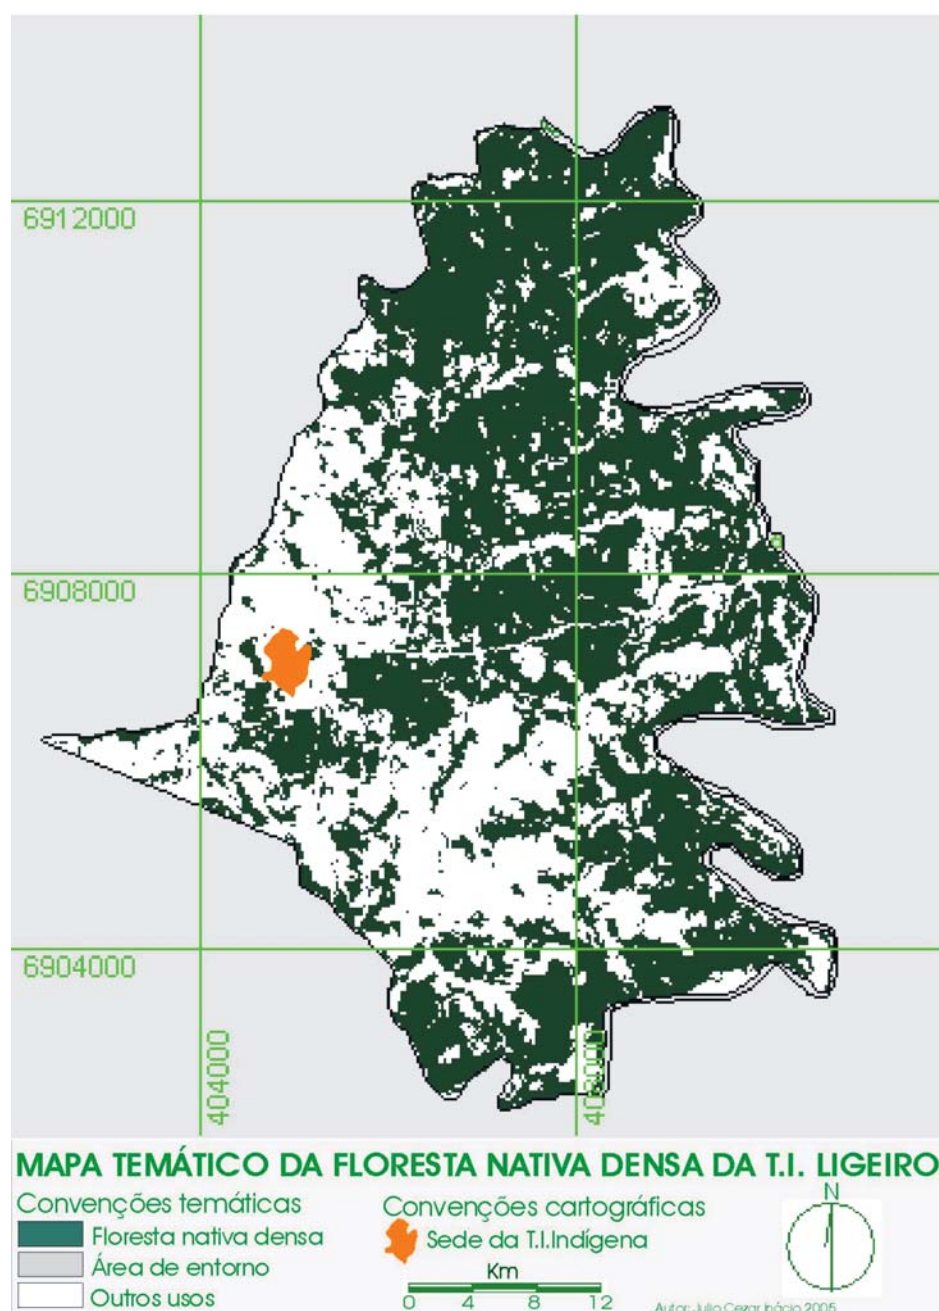 6912000
6908000
6904000
404000
408000
MAPA TEMÁTICO DA FLORESTA NATIVA DENSA DA T.I. LIGEIRO
Convenções temáticas
Floresta nativa densa
Área de entorno
Outros usos
Convenções cartográficas
Sede da T.I.Indígena
Km
0 4 8 12
N
Autor: Julio Cezar Inácio 2005